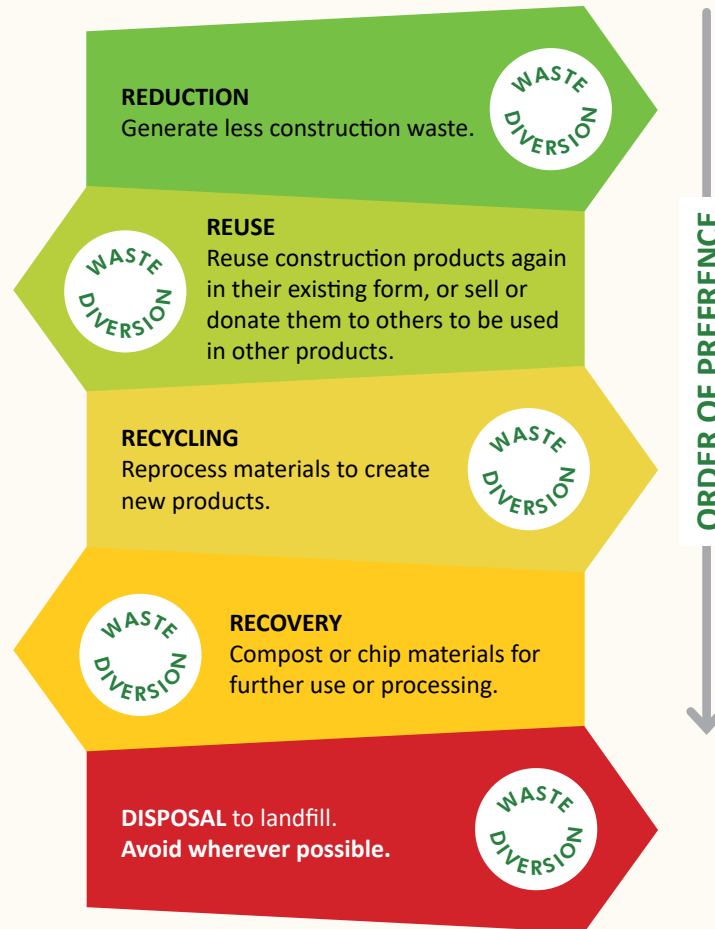 REDUCTION
Generate less construction waste.
WASTE
DIVERSION
REUSE
Reuse construction products again
in their existing form, or sell or
donate them to others to be used
in other products.
WASTE
DIVERSION
RECYCLING
Reprocess materials to create
new products.
WASTE
DIVERSION
RECOVERY
Compost or chip materials for
further use or processing.
WASTE
DIVERSION
DISPOSAL to landfill.
Avoid wherever possible.
WASTE
DIVERSION
ORDER OF PREFERENCE